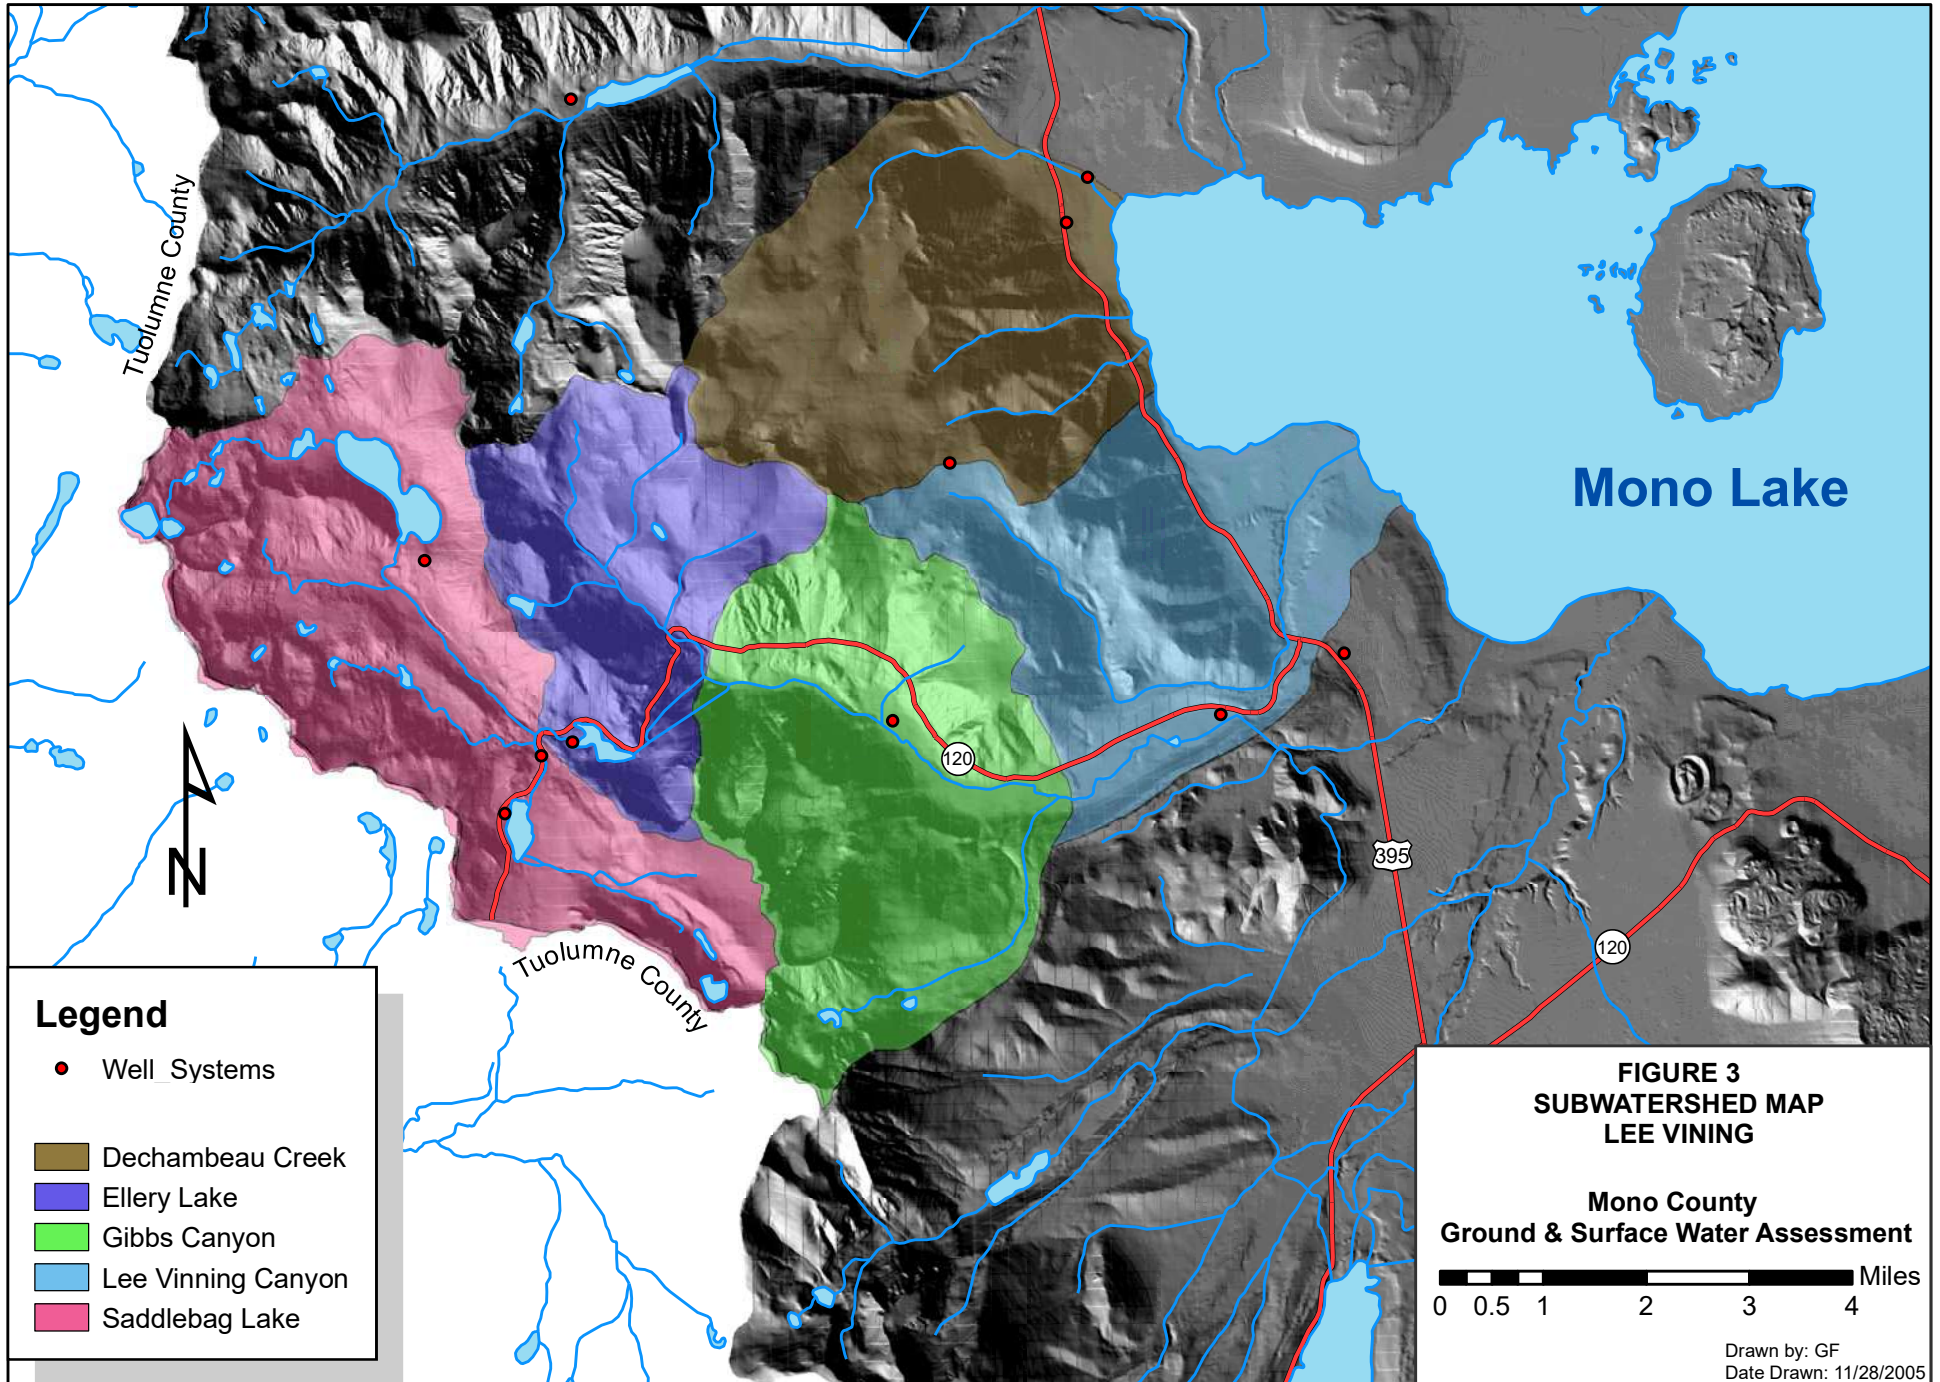 Tuolumne County
Mono Lake
120
395
120
Tuolumne County
N
Legend
Well_Systems
Dechambeau Creek
Ellery Lake
Gibbs Canyon
Lee Vinning Canyon
Saddlebag Lake
FIGURE 3
SUBWATERSHED MAP
LEE VINING
Mono County
Ground & Surface Water Assessment
Miles
0 0.5 1 2 3 4
Drawn by: GF
Date Drawn: 11/28/2005